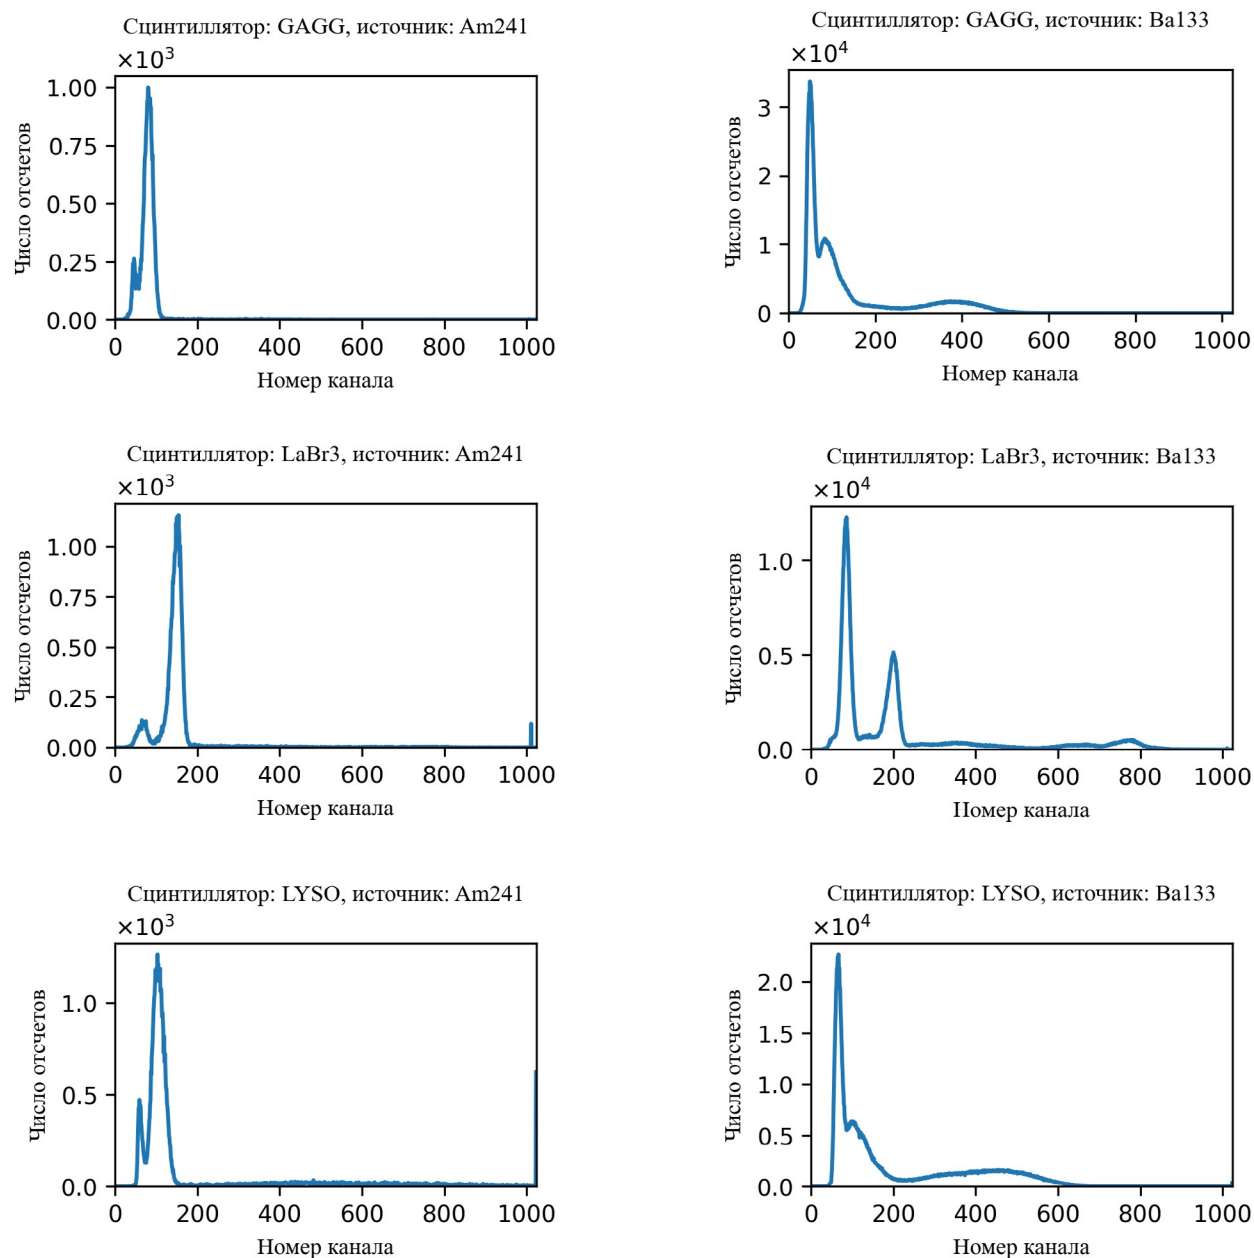 Сцинтиллятор: GAGG, источник: Am241
×10³
1.00
0.75
0.50
0.25
0.00
Число отсчетов
0 200 400 600 800 1000
Номер канала
Сцинтиллятор: GAGG, источник: Ba133
×10⁴
3
2
1
0
Число отсчетов
0 200 400 600 800 1000
Номер канала
Сцинтиллятор: LaBr3, источник: Am241
×10³
1.00
0.75
0.50
0.25
0.00
Число отсчетов
0 200 400 600 800 1000
Номер канала
Сцинтиллятор: LaBr3, источник: Ba133
×10⁴
1.0
0.5
0.0
Число отсчетов
0 200 400 600 800 1000
Номер канала
Сцинтиллятор: LYSO, источник: Am241
×10³
1.0
0.5
0.0
Число отсчетов
0 200 400 600 800 1000
Номер канала
Сцинтиллятор: LYSO, источник: Ba133
×10⁴
2.0
1.5
1.0
0.5
0.0
Число отсчетов
0 200 400 600 800 1000
Номер канала